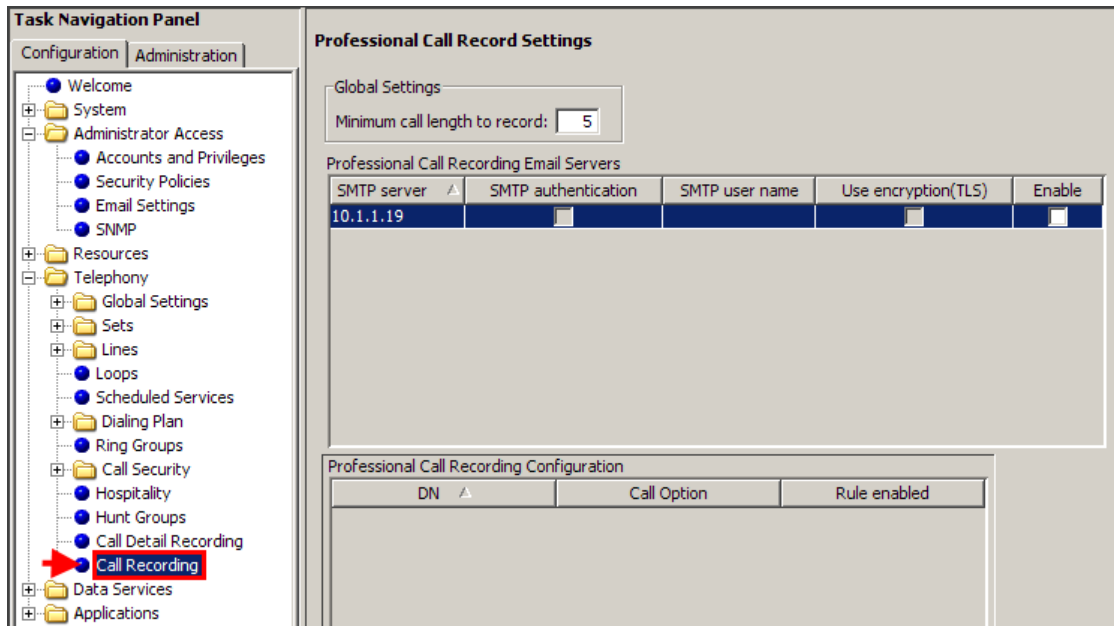 Task Navigation Panel
Configuration
Administration
Welcome
System
Administrator Access
Accounts and Privileges
Security Policies
Email Settings
SNMP
Resources
Telephony
Global Settings
Sets
Lines
Loops
Scheduled Services
Dialing Plan
Ring Groups
Call Security
Hospitality
Hunt Groups
Call Detail Recording
Call Recording
Data Services
Applications
Professional Call Record Settings
Global Settings
Minimum call length to record: 5
Professional Call Recording Email Servers
SMTP server SMTP authentication SMTP user name Use encryption(TLS) Enable
10.1.1.19
Professional Call Recording Configuration
DN Call Option Rule enabled